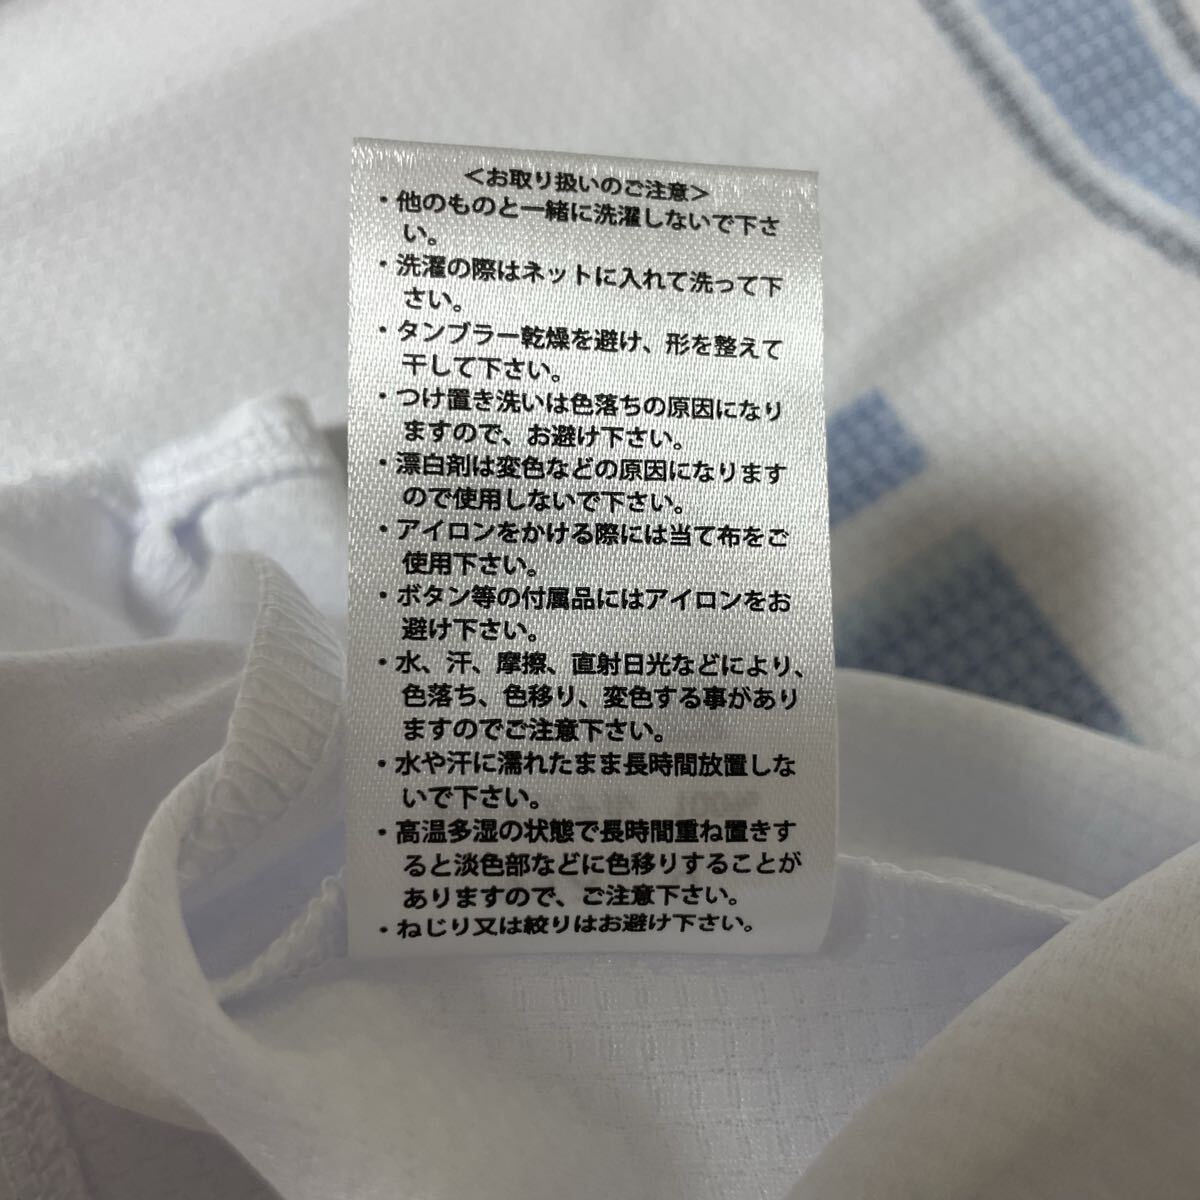 <お取り扱いのご注意>
・他のものと一緒に洗濯しないで下さ
い。
・洗濯の際はネットに入れて洗って下
さい。
・タンブラー乾燥を避け、形を整えて
干して下さい。
・つけ置き洗いは色落ちの原因になり
ますので、お避け下さい。
・漂白剤は変色などの原因になります
ので使用しないで下さい。
・アイロンをかける際には当て布をご
使用下さい。
・ボタン等の付属品にはアイロンをお
避け下さい。
・水、汗、摩擦、直射日光などにより、
色落ち、色移り、変色する事があり
ますのでご注意下さい。
・水や汗に濡れたまま長時間放置しな
いで下さい。
・高温多湿の状態で長時間重ね置きす
ると淡色部などに色移りすることが
ありますので、ご注意下さい。
・ねじり又は絞りはお避け下さい。